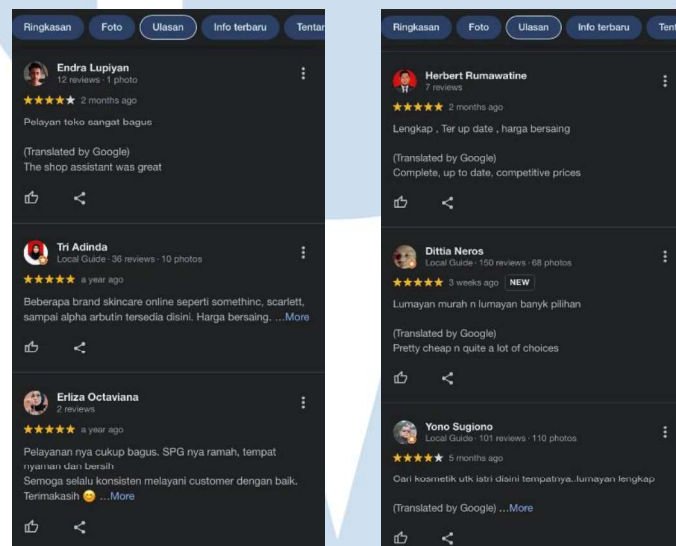 Ringkasan Foto Ulasan Info terbaru Tentar
Endra Lupiyan
12 reviews · 1 photo
2 months ago
Pelayan toko sangat bagus
(Translated by Google)
The shop assistant was great
Tri Adinda
Local Guide · 36 reviews · 10 photos
a year ago
Beberapa brand skincare online seperti somethinc, scarlett,
sampai alpha arbutin tersedia disini. Harga bersaing. ...More
Erliza Octaviana
2 reviews
a year ago
Pelayanan nya cukup bagus. SPG nya ramah, tempat
nyaman dan bersih
Semoga selalu konsisten melayani customer dengan baik.
Terimakasih 😊 ...More
Ringkasan Foto Ulasan Info terbaru Tent
Herbert Rumawatine
7 reviews
2 months ago
Lengkap , Ter up date , harga bersaing
(Translated by Google)
Complete, up to date, competitive prices
Dittia Neros
Local Guide · 150 reviews · 68 photos
3 weeks ago NEW
Lumayan murah n lumayan banyk pilihan
(Translated by Google)
Pretty cheap n quite a lot of choices
Yono Sugiono
Local Guide · 101 reviews · 110 photos
5 months ago
Cari kosmetik utk istri disini tempatnya..lumayan lengkap
(Translated by Google) ...More